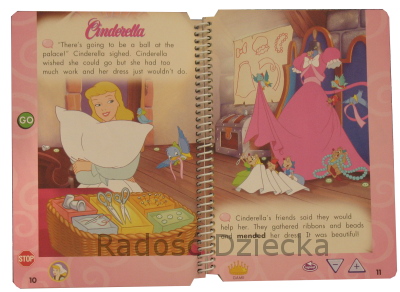 Cinderella
"There's going to be a ball at the
palace!" Cinderella sighed. Cinderella
wished she could go but she had too
much work and her dress just wouldn't do.
GO
STOP
10
Cinderella's friends said they would
help her. They gathered ribbons and beads
and mended her dress. It was beautiful!
11
Radość Dziecka